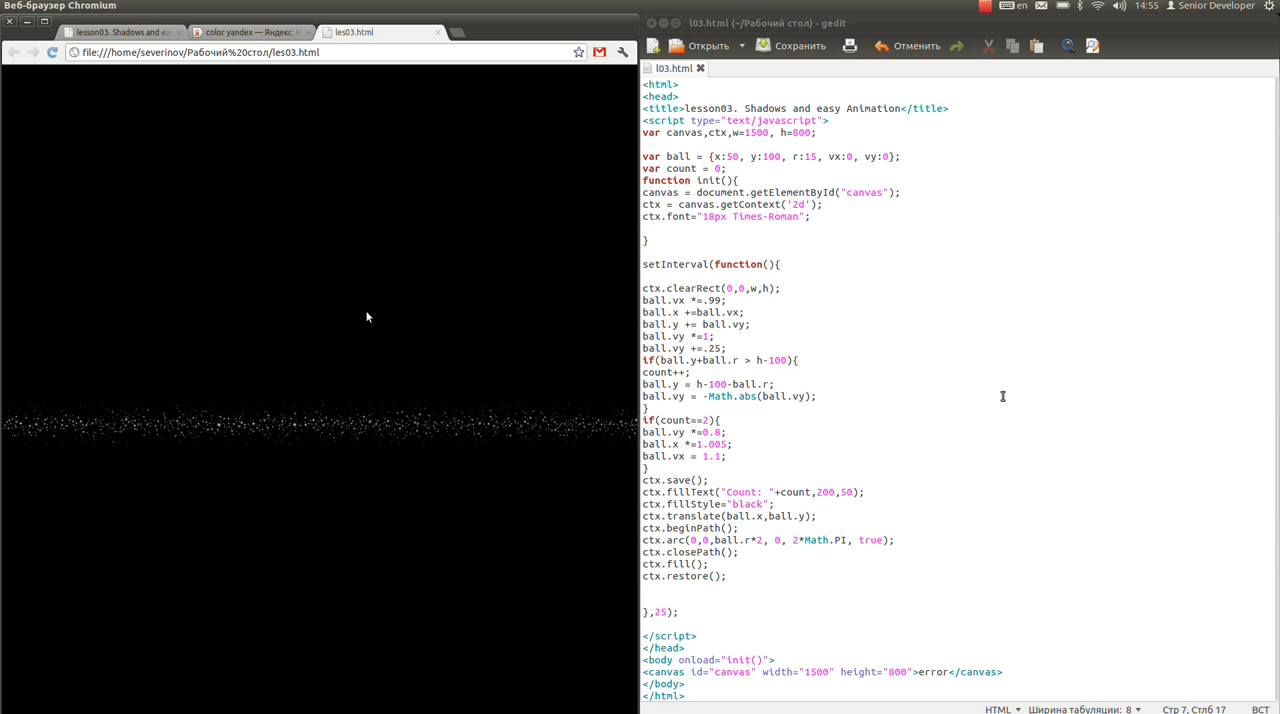 Веб-браузер Chromium
en
14:55
Senior Developer
lesson03. Shadows and ea
color yandex — Яндекс: Н
les03.html
file:///home/severinov/Рабочий%20стол/les03.html
l03.html (~/Рабочий стол) - gedit
Открыть
Сохранить
Отменить
l03.html
<html>
<head>
<title>lesson03. Shadows and easy Animation</title>
<script type="text/javascript">
var canvas,ctx,w=1500, h=800;
var ball = {x:50, y:100, r:15, vx:0, vy:0};
var count = 0;
function init(){
canvas = document.getElementById("canvas");
ctx = canvas.getContext('2d');
ctx.font="18px Times-Roman";
}
setInterval(function(){
ctx.clearRect(0,0,w,h);
ball.vx *=.99;
ball.x +=ball.vx;
ball.y += ball.vy;
ball.vy *=1;
ball.vy +=.25;
if(ball.y+ball.r > h-100){
count++;
ball.y = h-100-ball.r;
ball.vy = -Math.abs(ball.vy);
}
if(count==2){
ball.vy *=0.8;
ball.x *=1.005;
ball.vx = 1.1;
}
ctx.save();
ctx.fillText("Count: "+count,200,50);
ctx.fillStyle="black";
ctx.translate(ball.x,ball.y);
ctx.beginPath();
ctx.arc(0,0,ball.r*2, 0, 2*Math.PI, true);
ctx.closePath();
ctx.fill();
ctx.restore();
},25);
</script>
</head>
<body onload="init()">
<canvas id="canvas" width="1500" height="800">error</canvas>
</body>
</html>
HTML
Ширина табуляции: 8
Стр 7, Стлб 17
ВСТ